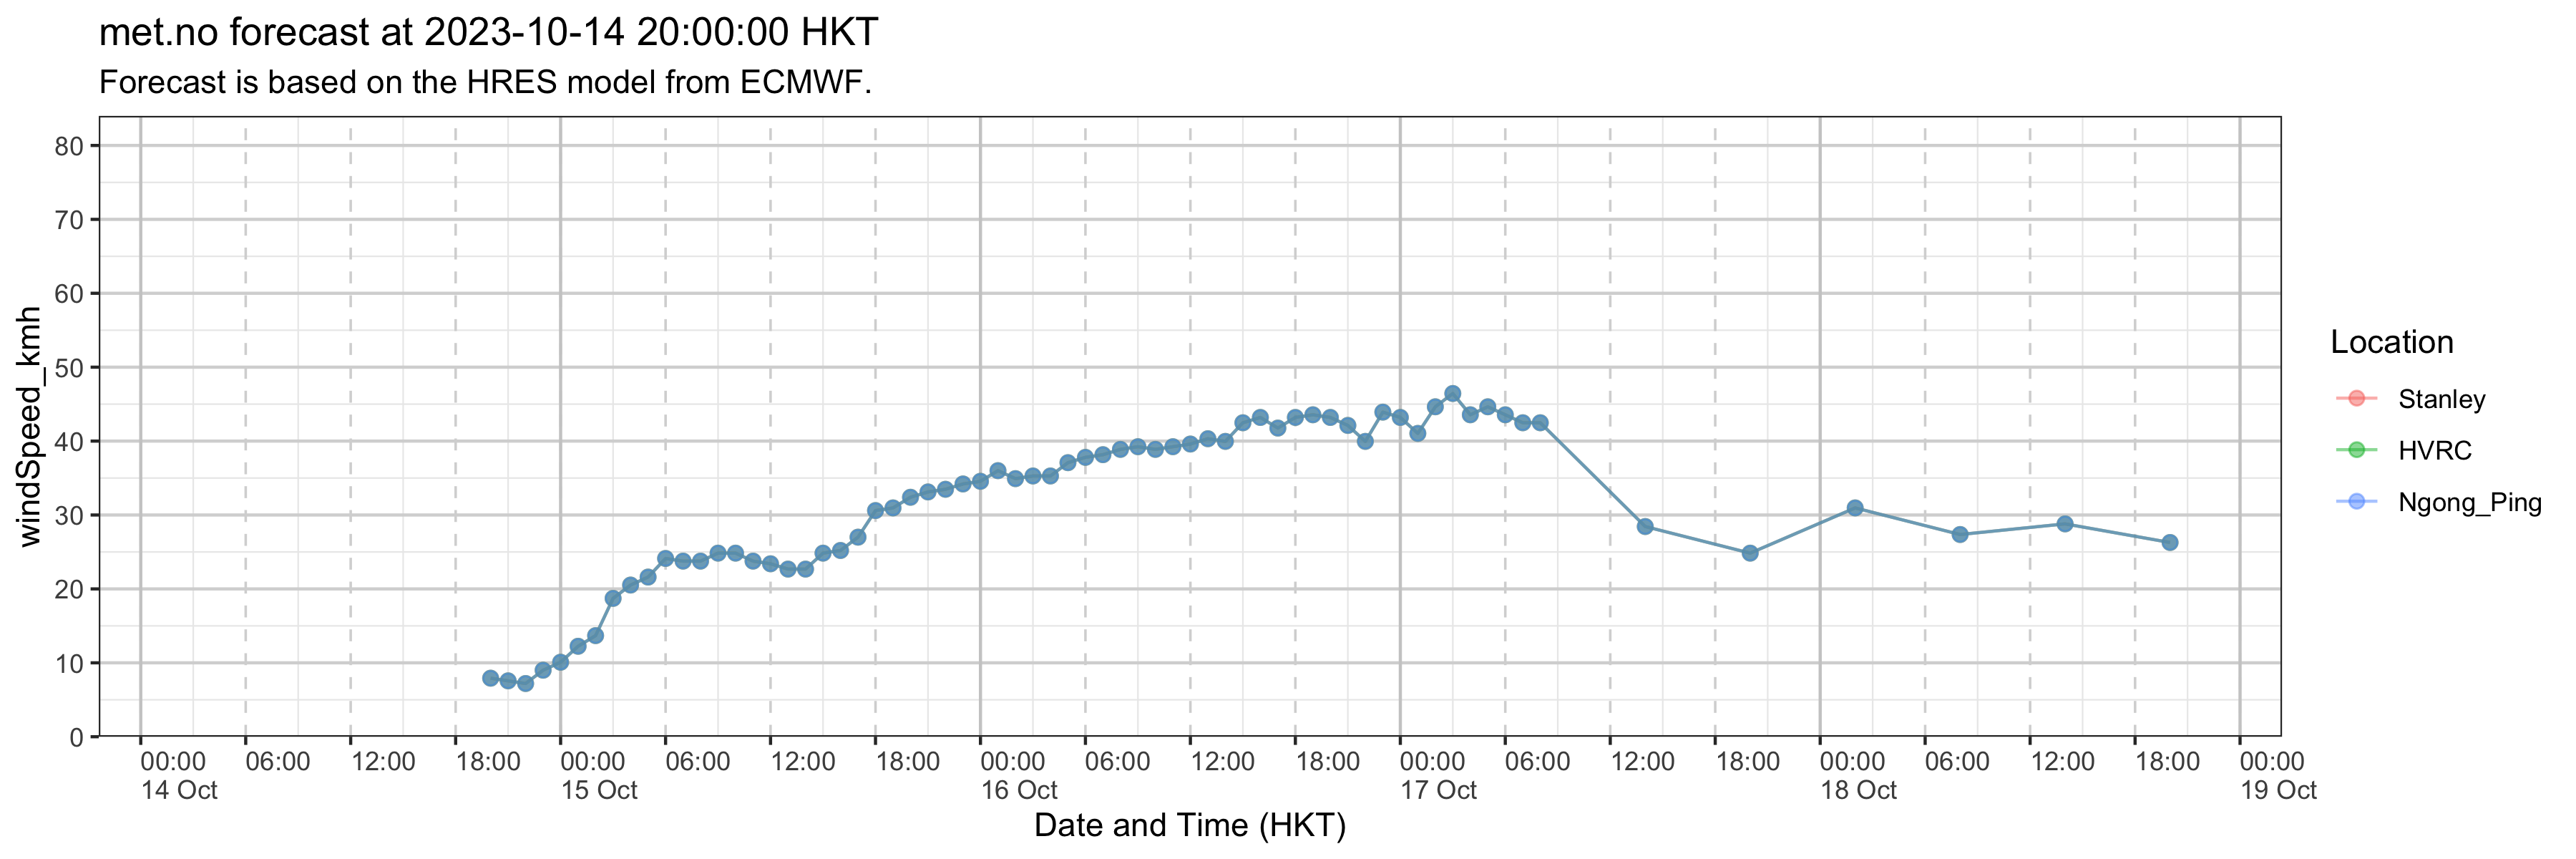 met.no forecast at 2023-10-14 20:00:00 HKT
Forecast is based on the HRES model from ECMWF.
80
70
60
50
40
30
20
10
0
windSpeed_kmh
00:00 06:00 12:00 18:00 00:00 06:00 12:00 18:00 00:00 06:00 12:00 18:00 00:00 06:00 12:00 18:00 00:00 06:00 12:00 18:00 00:00
14 Oct 15 Oct 16 Oct 17 Oct 18 Oct 19 Oct
Date and Time (HKT)
Location
Stanley
HVRC
Ngong_Ping